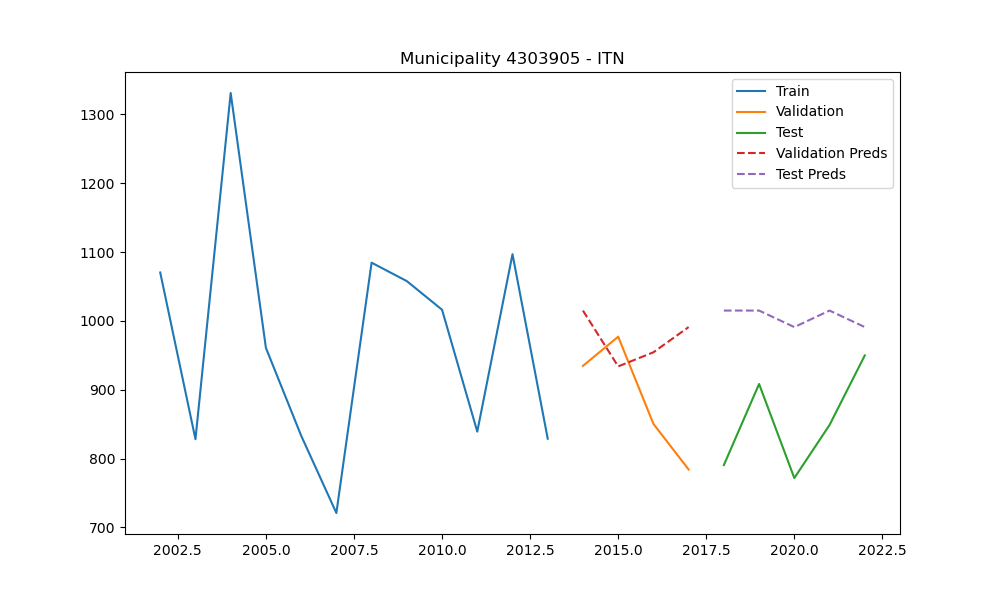 Municipality 4303905 - ITN
1300
1200
1100
1000
900
800
700
2002.5 2005.0 2007.5 2010.0 2012.5 2015.0 2017.5 2020.0 2022.5
Train
Validation
Test
Validation Preds
Test Preds